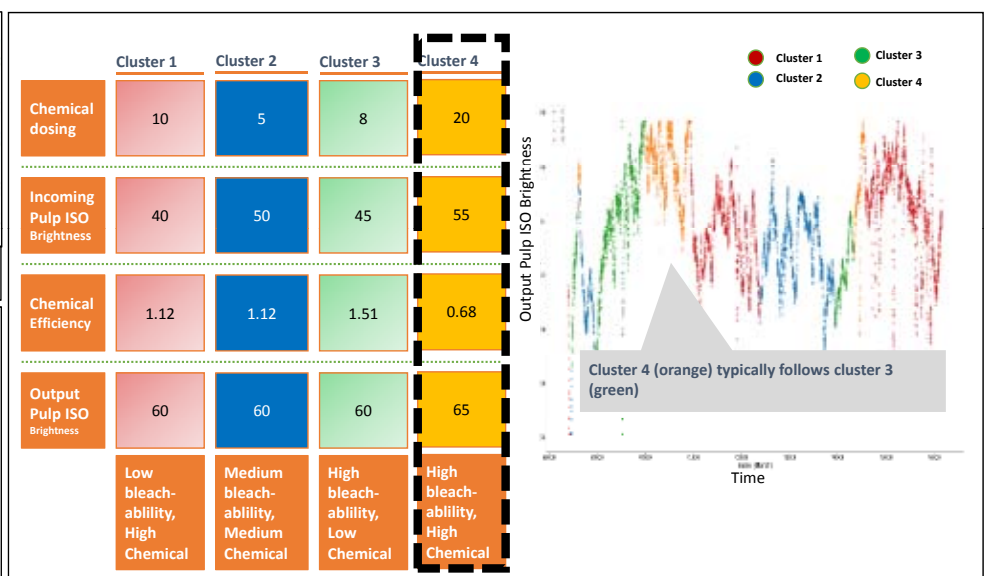 Cluster 1
Cluster 2
Cluster 3
Cluster 4
Chemical
dosing
10
5
8
20
Incoming
Pulp ISO
Brightness
40
50
45
55
Chemical
Efficiency
1.12
1.12
1.51
0.68
Output
Pulp ISO
Brightness
60
60
60
65
Low
bleach-
ablility,
High
Chemical
Medium
bleach-
ablility,
Medium
Chemical
High
bleach-
ablility,
Low
Chemical
High
bleach-
ablility,
High
Chemical
Cluster 1
Cluster 3
Cluster 2
Cluster 4
Output Pulp ISO Brightness
Cluster 4 (orange) typically follows cluster 3
(green)
Time